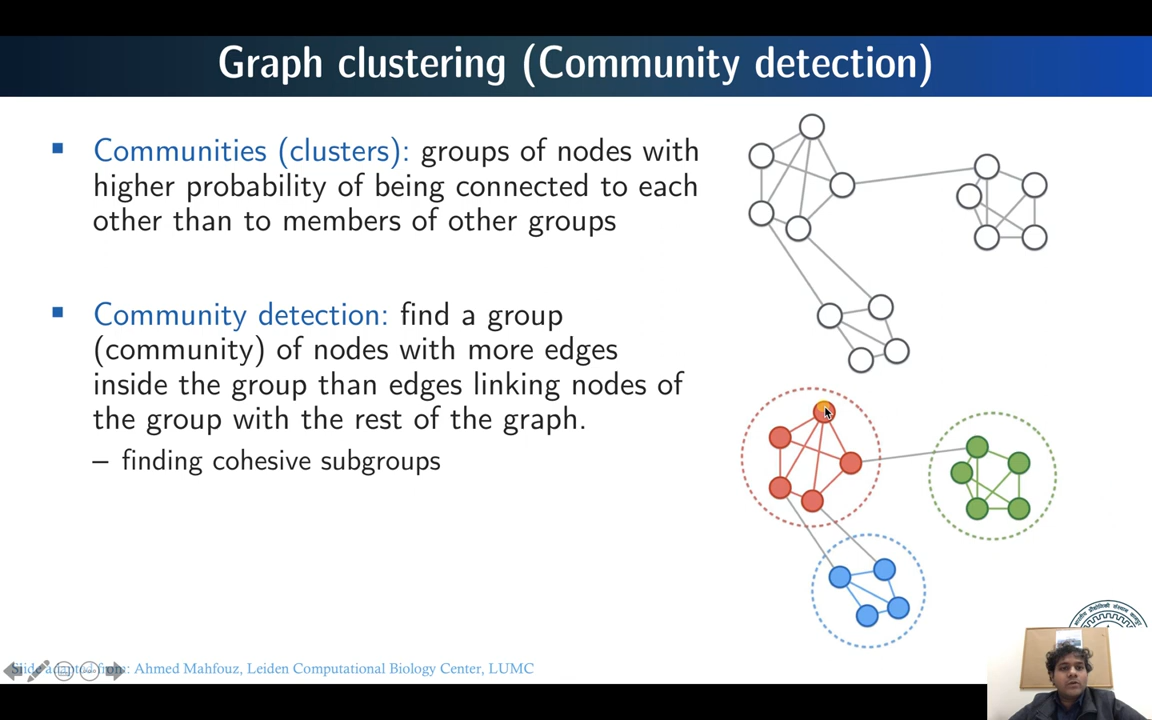 Graph clustering (Community detection)
▪ Communities (clusters): groups of nodes with
higher probability of being connected to each
other than to members of other groups
▪ Community detection: find a group
(community) of nodes with more edges
inside the group than edges linking nodes of
the group with the rest of the graph.
– finding cohesive subgroups
Slide adapted from: Ahmed Mahfouz, Leiden Computational Biology Center, LUMC